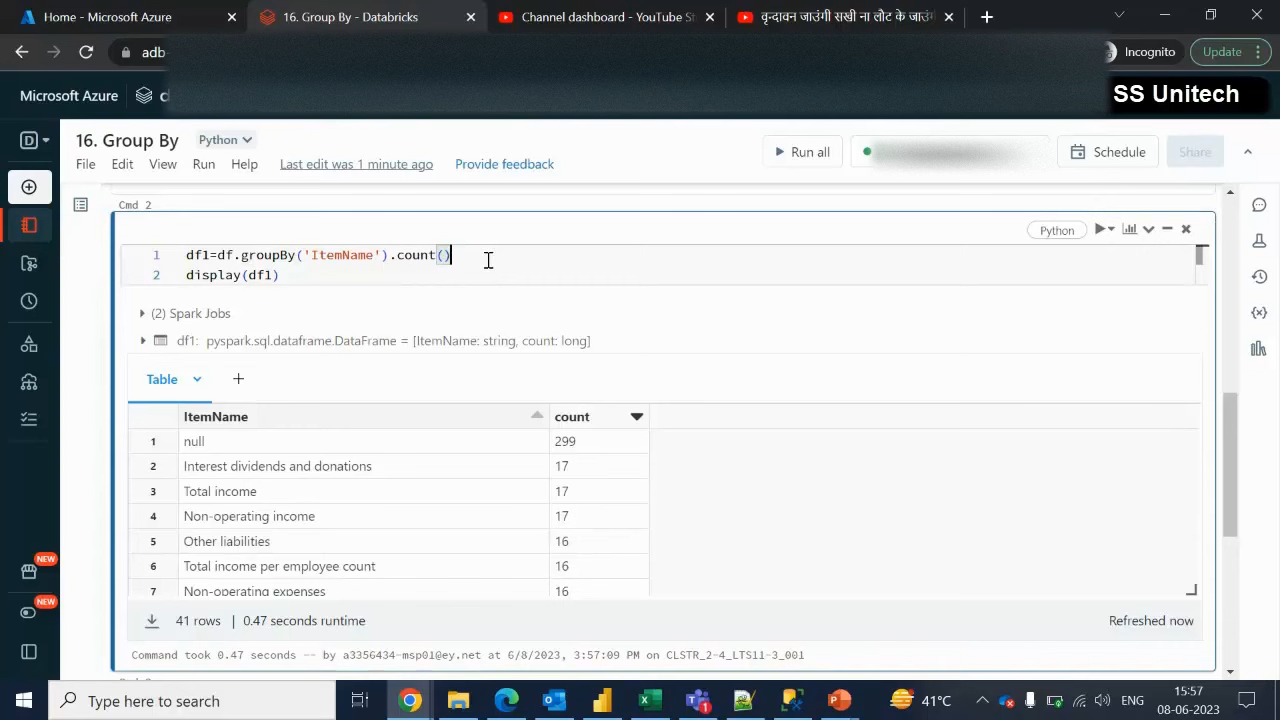 Home - Microsoft Azure
16. Group By - Databricks
Channel dashboard - YouTube St
वृन्दावन जाउंगी सखी ना लौट के जाउंगी
adb-
Incognito
Update
Microsoft Azure
SS Unitech
D
16. Group By
Python
File
Edit
View
Run
Help
Last edit was 1 minute ago
Provide feedback
Run all
Schedule
Share
Cmd 2
Python
1 df1=df.groupBy('ItemName').count()
2 display(df1)
(2) Spark Jobs
df1: pyspark.sql.dataframe.DataFrame = [ItemName: string, count: long]
Table
+
ItemName count
1 null 299
2 Interest dividends and donations 17
3 Total income 17
4 Non-operating income 17
5 Other liabilities 16
6 Total income per employee count 16
7 Non-operating expenses 16
NEW
NEW
41 rows | 0.47 seconds runtime
Refreshed now
Command took 0.47 seconds -- by a3356434-msp01@ey.net at 6/8/2023, 3:57:09 PM on CLSTR_2-4_LTS11-3_001
Type here to search
41°C
ENG
15:57
08-06-2023